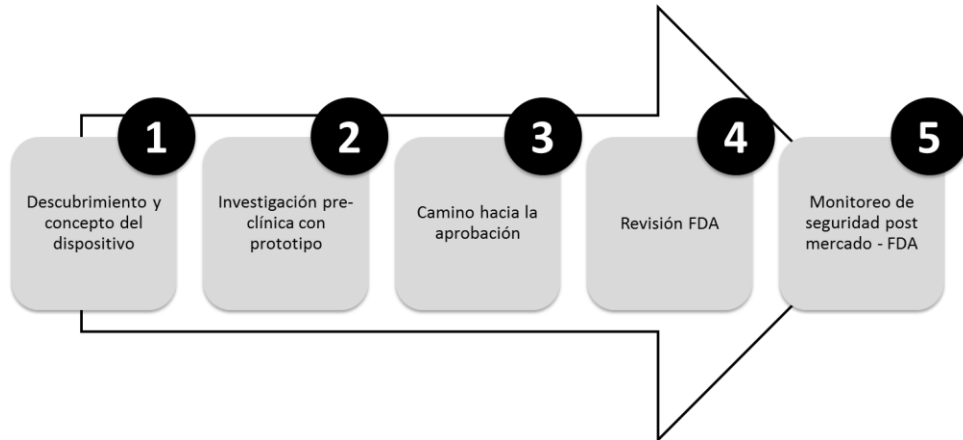 1
Descubrimiento y
concepto del
dispositivo
2
Investigación pre-
clínica con
prototipo
3
Camino hacia la
aprobación
4
Revisión FDA
5
Monitoreo de
seguridad post
mercado - FDA